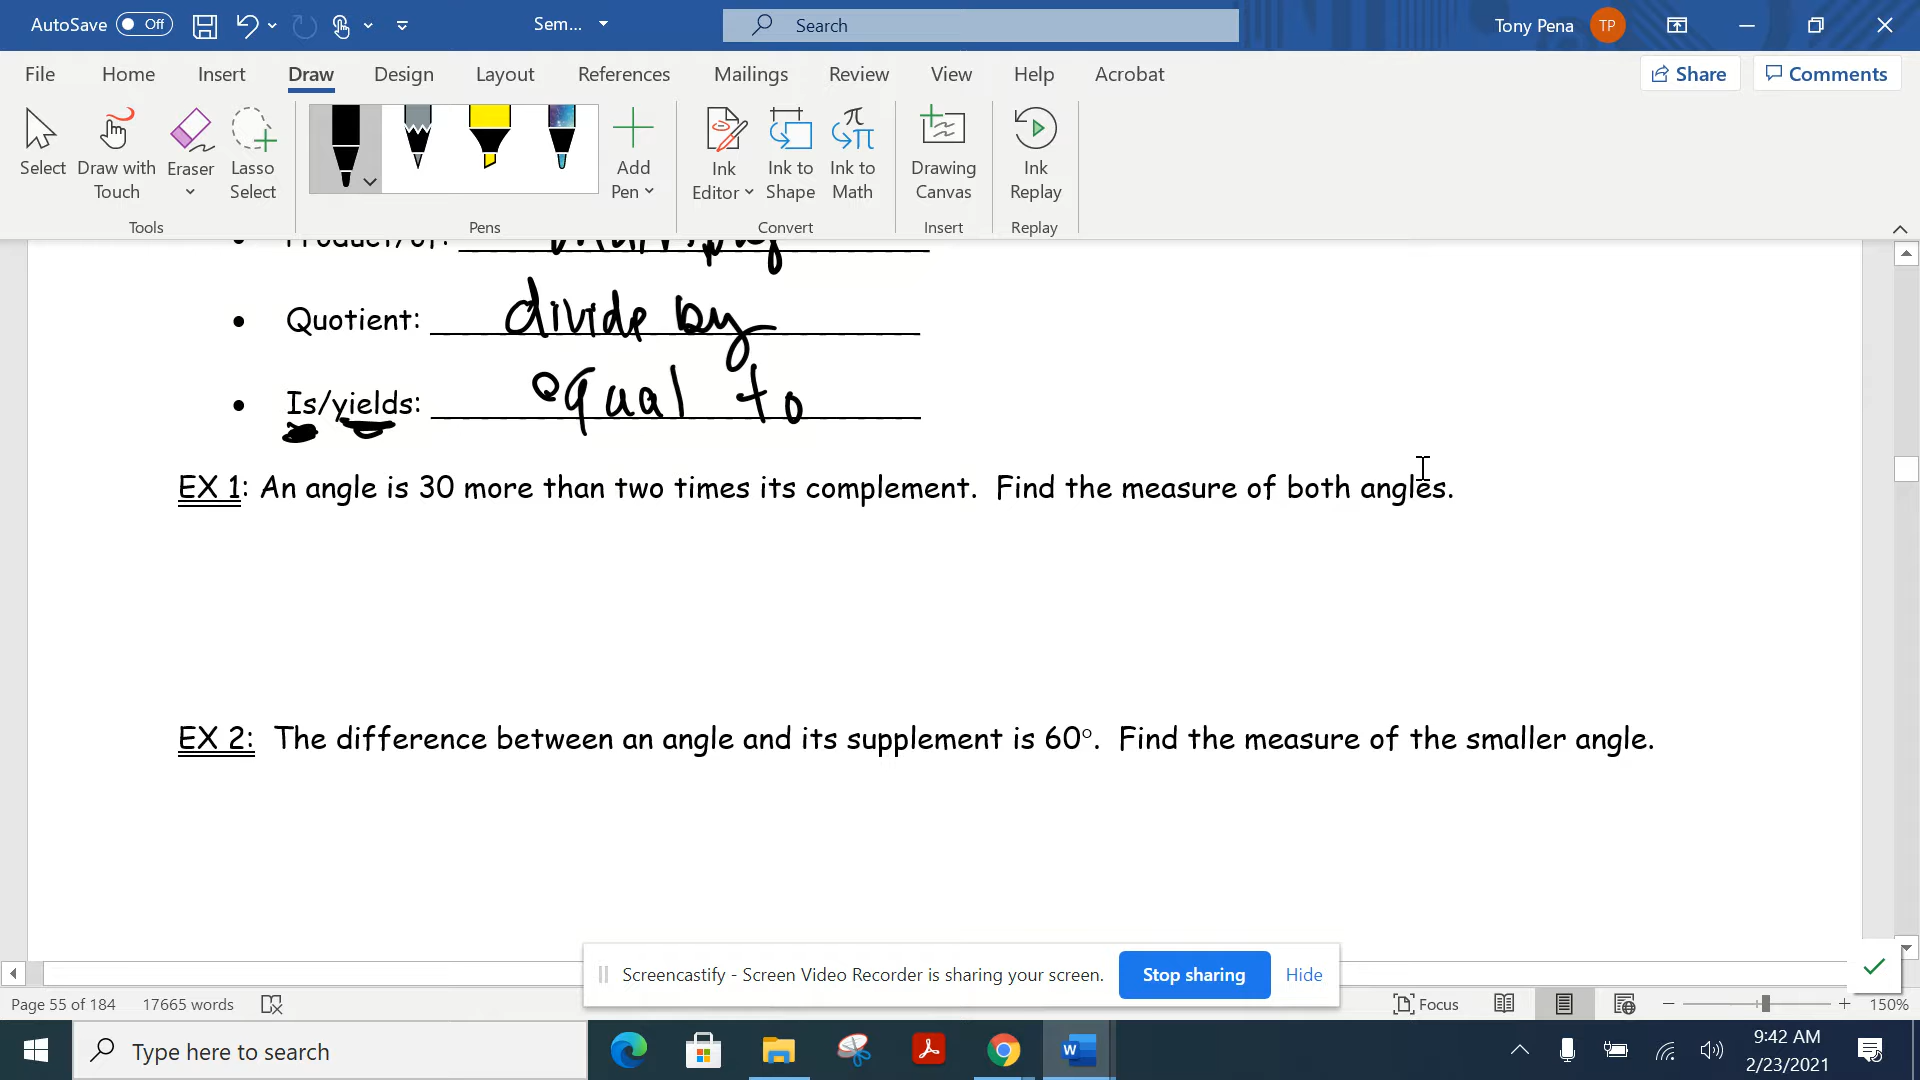 AutoSave Off Sem... Search Tony Pena TP
File Home Insert Draw Design Layout References Mailings Review View Help Acrobat Share Comments
Select Draw with Touch Eraser Lasso Select Add Pen Ink Editor Ink to Shape Ink to Math Drawing Canvas Ink Replay
Tools Pens Convert Insert Replay
• Product/of: multiply
• Quotient: divide by
• Is/yields: equal to
EX 1: An angle is 30 more than two times its complement. Find the measure of both angles.
EX 2: The difference between an angle and its supplement is 60°. Find the measure of the smaller angle.
Screencastify - Screen Video Recorder is sharing your screen. Stop sharing Hide
Page 55 of 184 17665 words Focus 150%
Type here to search 9:42 AM
2/23/2021